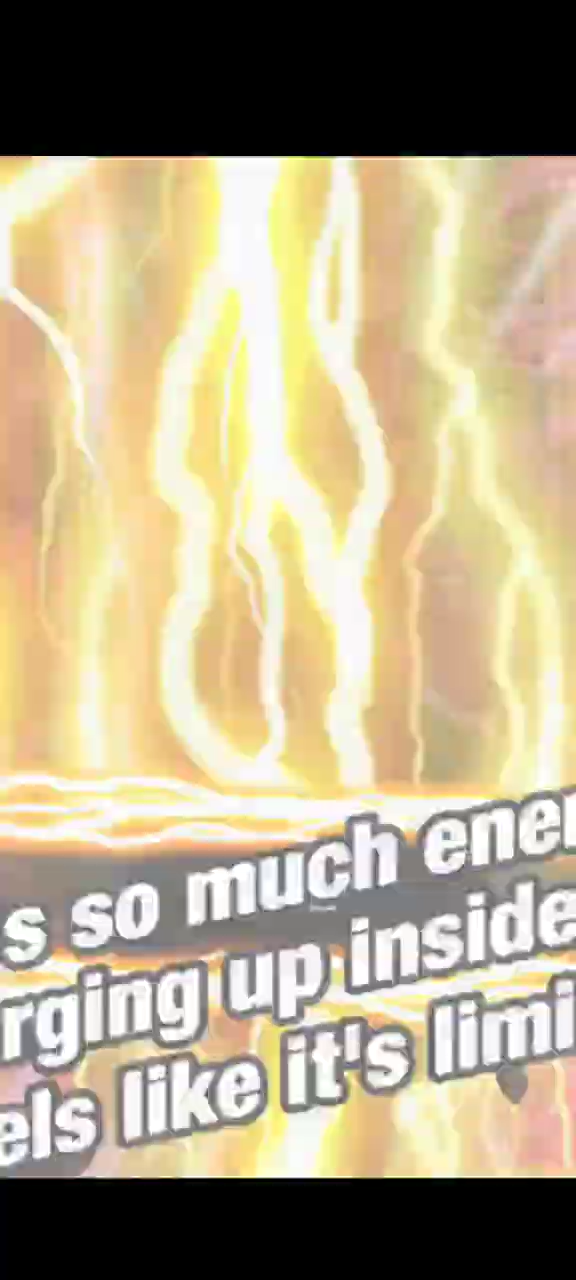 s so much ener
rging up inside
els like it's limi